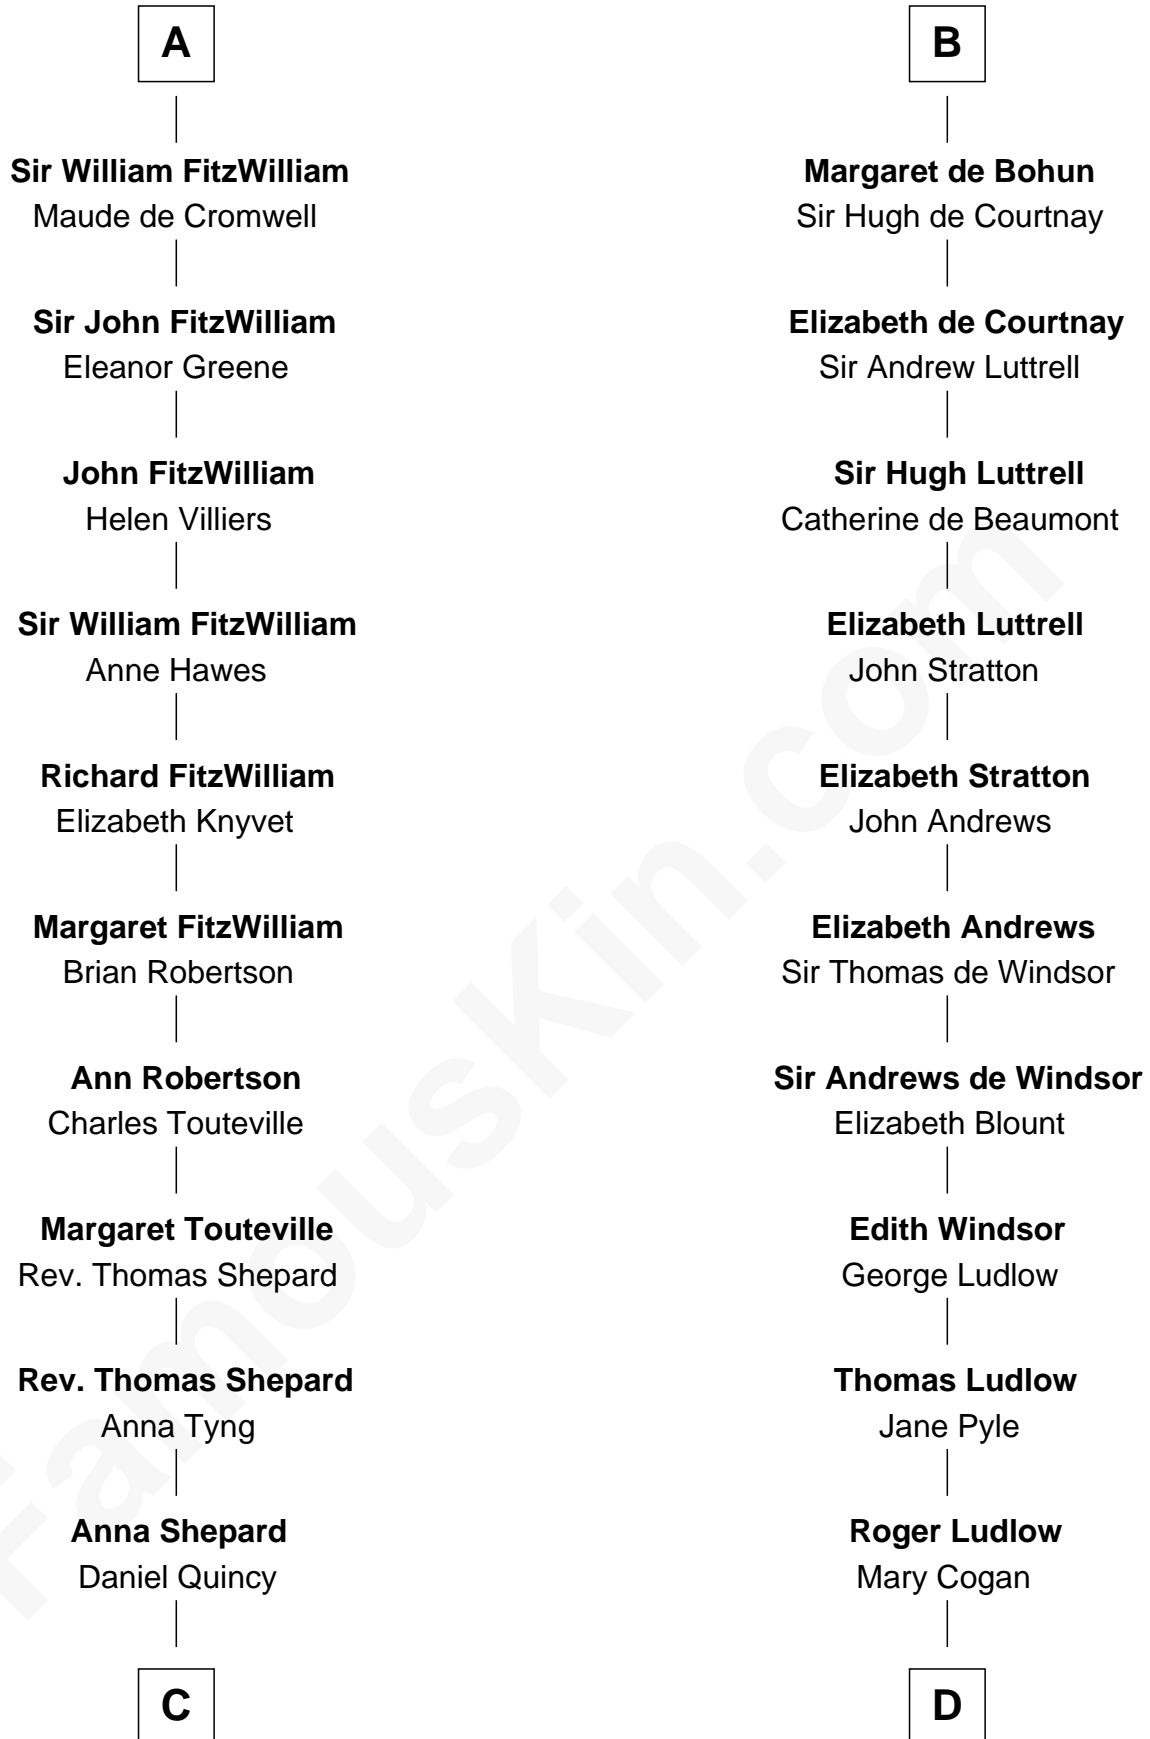 A
Sir William FitzWilliam
Maude de Cromwell
Sir John FitzWilliam
Eleanor Greene
John FitzWilliam
Helen Villiers
Sir William FitzWilliam
Anne Hawes
Richard FitzWilliam
Elizabeth Knyvet
Margaret FitzWilliam
Brian Robertson
Ann Robertson
Charles Touteville
Margaret Touteville
Rev. Thomas Shepard
Rev. Thomas Shepard
Anna Tyng
Anna Shepard
Daniel Quincy
C
B
Margaret de Bohun
Sir Hugh de Courtnay
Elizabeth de Courtnay
Sir Andrew Luttrell
Sir Hugh Luttrell
Catherine de Beaumont
Elizabeth Luttrell
John Stratton
Elizabeth Stratton
John Andrews
Elizabeth Andrews
Sir Thomas de Windsor
Sir Andrews de Windsor
Elizabeth Blount
Edith Windsor
George Ludlow
Thomas Ludlow
Jane Pyle
Roger Ludlow
Mary Cogan
D
FamousKin.com